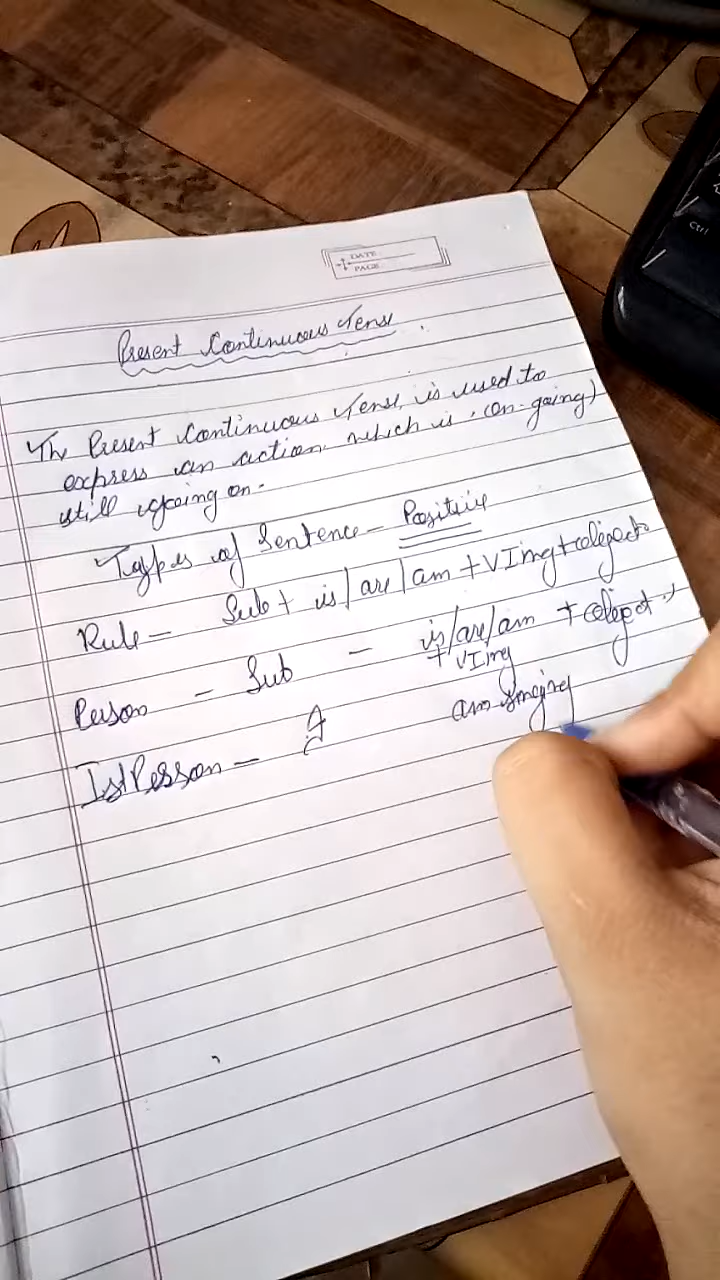 DATE
PAGE
Ctrl
Present Continuous Tense
The Present Continuous Tense is used to
express an action which is (on-going)
still going on.
Types of Sentence - Positive
Rule - Sub + is/are/am + VIng + object
Person - Sub - is/are/am + object
+ VIng
Ist Person - I am singing